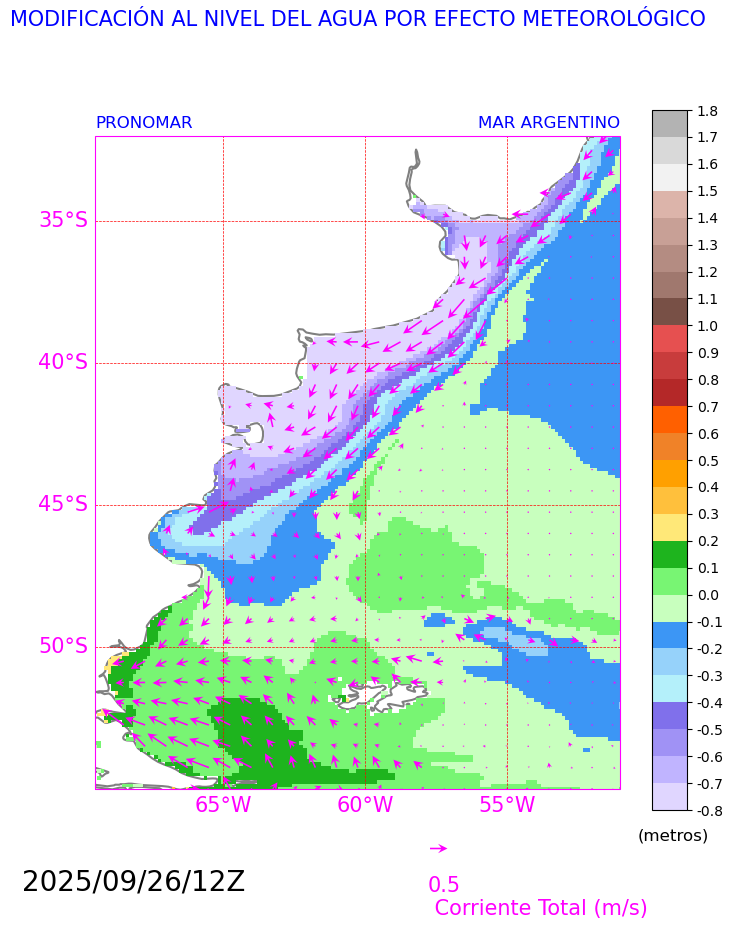 MODIFICACIÓN AL NIVEL DEL AGUA POR EFECTO METEOROLÓGICO
PRONOMAR
MAR ARGENTINO
1.8
1.7
1.6
1.5
1.4
1.3
1.2
1.1
1.0
0.9
0.8
0.7
0.6
0.5
0.4
0.3
0.2
0.1
0.0
-0.1
-0.2
-0.3
-0.4
-0.5
-0.6
-0.7
-0.8
(metros)
35°S
40°S
45°S
50°S
65°W
60°W
55°W
2025/09/26/12Z
0.5
Corriente Total (m/s)